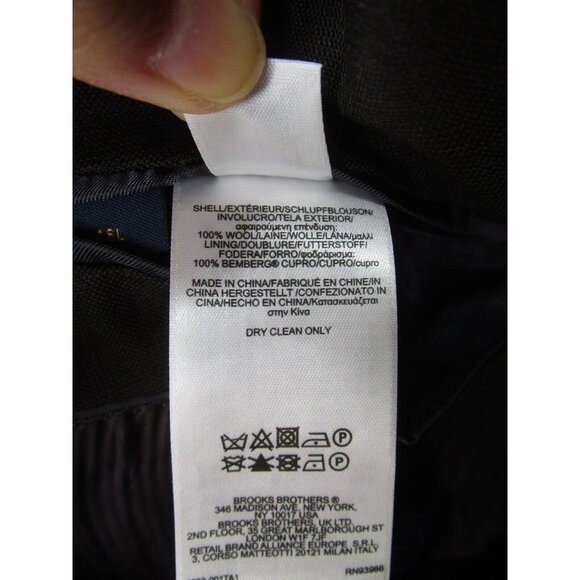 SHELL/EXTÉRIEUR/SCHLUPFBLOUSON/
INVOLUCRO/TELA EXTERIOR/
αφαιρούμενη επένδυση:
100% WOOL/LAINE/WOLLE/LANA/μαλλί
LINING/DOUBLURE/FUTTERSTOFF/
FODERA/FORRO/φοδράρισμα:
100% BEMBERG® CUPRO/CUPRO/cupro
MADE IN CHINA/FABRIQUÉ EN CHINE/IN
CHINA HERGESTELLT /CONFEZIONATO IN
CINA/HECHO EN CHINA/Κατασκευάζεται
στην Κίνα
DRY CLEAN ONLY
P
P
BROOKS BROTHERS ®
346 MADISON AVE, NEW YORK,
NY 10017 USA
BROOKS BROTHERS, UK LTD.
2ND FLOOR, 35 GREAT MARLBOROUGH ST
LONDON W1F 7JF
RETAIL BRAND ALLIANCE EUROPE, S.R.L.
3, CORSO MATTEOTTI 20121 MILAN ITALY
RN93986